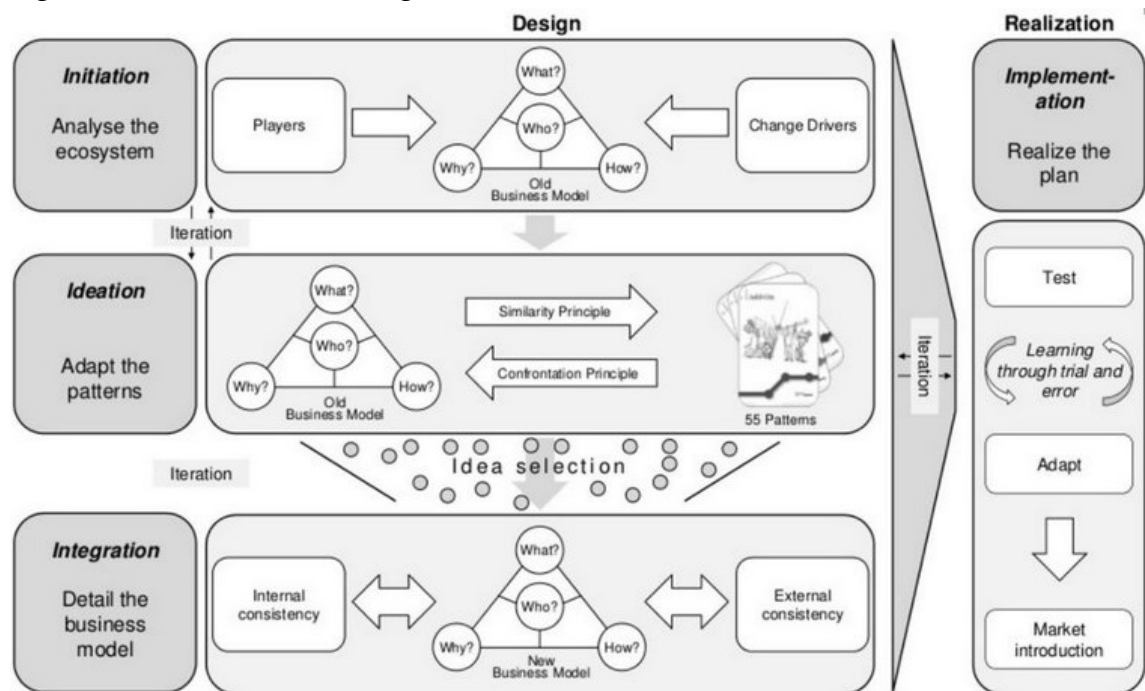 Design
Realization
Initiation
Analyse the
ecosystem
Players
What?
Who?
Why?
How?
Old
Business Model
Change Drivers
Implement-
ation
Realize the
plan
Iteration
Ideation
Adapt the
patterns
What?
Who?
Why?
How?
Old
Business Model
Similarity Principle
Confrontation Principle
55 Patterns
Iteration
Test
Learning
through trial and
error
Adapt
Market
introduction
Iteration
Idea selection
Integration
Detail the
business
model
Internal
consistency
What?
Who?
Why?
How?
New
Business Model
External
consistency